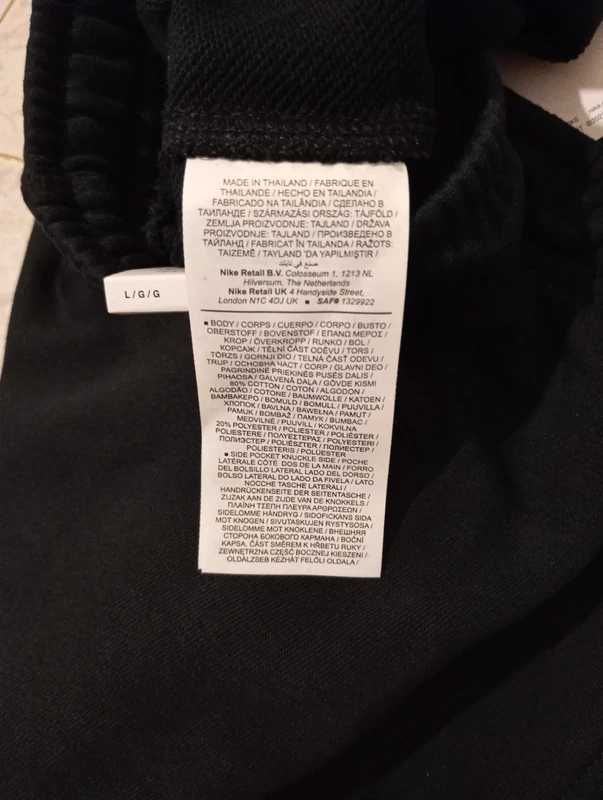 MADE IN THAILAND / FABRIQUE EN
THAILANDE / HECHO EN TAILANDIA /
FABRICADO NA TAILÂNDIA / СДЕЛАНО В
ТАИЛАНДЕ / SZÁRMAZÁSI ORSZÁG: TÁJFÖLD /
ZEMLJA PROIZVODNJE: TAJLAND / DRŽAVA
PROIZVODNJE: TAJLAND / ПРОИЗВЕДЕНО В
ТАЙЛАНД / FABRICAT ÎN TAILANDA / RAŽOTS:
TAIZEMĒ / TAYLAND 'DA YAPILMIŞTIR /
صنع في تايلاند
Nike Retail B.V. Colosseum 1, 1213 NL
Hilversum, The Netherlands
Nike Retail UK 4 Handyside Street,
London N1C 4DJ UK ▪ SAF# 1329922
L / G / G
▪ BODY / CORPS / CUERPO / CORPO / BUSTO /
OBERSTOFF / BOVENSTOF / ΕΠΑΝΩ ΜΕΡΟΣ /
KROP / ÖVERKROPP / RUNKO / BOL /
КОРСАЖ / TĚLNÍ ČÁST ODĚVU / TORS /
TÖRZS / GORNJI DIO / TELNÁ ČASŤ ODEVU /
TRUP / ОСНОВНА ЧАСТ / CORP / GLAVNI DEO /
PAGRINDINĖ PRIEKINĖS PUSĖS DALIS /
PIHAOSA / GALVENĀ DAĻA / GÖVDE KISMI
80% COTTON / COTON / ALGODON /
ALGODÃO / COTONE / BAUMWOLLE / KATOEN /
ΒΑΜΒΑΚΕΡΟ / BOMULD / BOMULL / PUUVILLA /
ХЛОПОК / BAVLNA / BAWEŁNA / PAMUT /
PAMUK / BOMBAŽ / ПАМУК / BUMBAC /
MEDVILNĖ / PUUVILL / KOKVILNA
20% POLYESTER / POLIESTER / POLIÉSTER /
POLIESTERE / ΠΟΛΥΕΣΤΕΡΑΣ / POLYESTERI /
ПОЛИЭСТЕР / POLIÉSZTER / ПОЛИЕСТЕР /
POLIESTERIS / POLÜESTER
▪ SIDE POCKET KNUCKLE SIDE / POCHE
LATÉRALE CÔTÉ DOS DE LA MAIN / FORRO
DEL BOLSILLO LATERAL LADO DEL DORSO /
BOLSO LATERAL DO LADO DA FIVELA / LATO
NOCCHE TASCHE LATERALI /
HANDRÜCKENSEITE DER SEITENTASCHE /
ZIJZAK AAN DE ZIJDE VAN DE KNOKKELS /
ΠΛΑΪΝΗ ΤΣΕΠΗ ΠΛΕΥΡΑ ΑΡΘΡΩΣΕΩΝ /
SIDELOMME HÅNDRYG / SIDOFICKANS SIDA
MOT KNOGEN / SIVUTASKUJEN RYSTYSOSA /
SIDELOMME MOT KNOKLENE / ВНЕШНЯЯ
СТОРОНА БОКОВОГО КАРМАНА / BOČNÍ
KAPSA, ČÁST SMĚREM K HŘBETU RUKY /
ZEWNĘTRZNA CZĘŚĆ BOCZNEJ KIESZENI /
OLDALZSEB KÉZHÁT FELŐLI OLDALA /